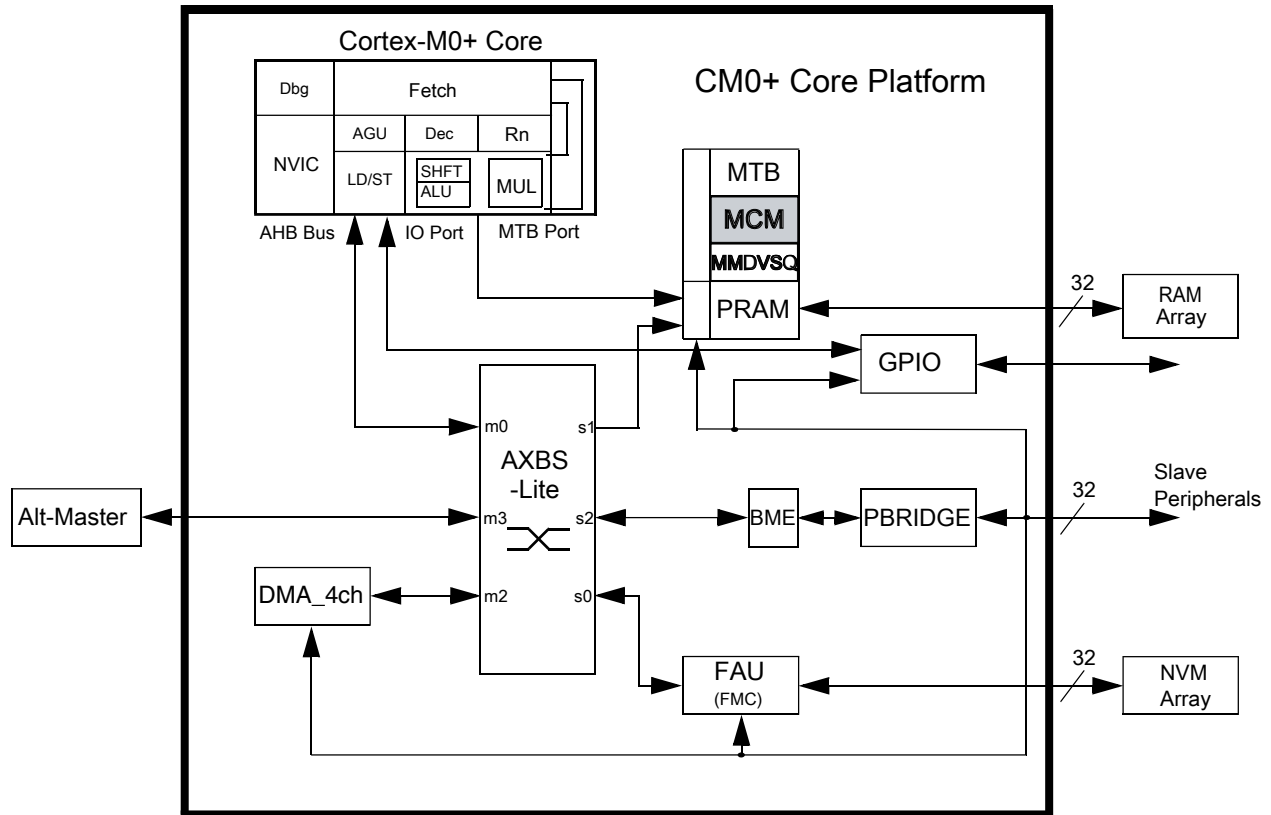 Cortex-M0+ Core
CM0+ Core Platform
Dbg
Fetch
AGU
Dec
Rn
NVIC
LD/ST
SHFT
ALU
MUL
AHB Bus
IO Port
MTB Port
MTB
MCM
MMDVSQ
PRAM
32
RAM
Array
GPIO
m0
s1
AXBS
-Lite
Alt-Master
m3
s2
BME
PBRIDGE
32
Slave
Peripherals
DMA_4ch
m2
s0
FAU
(FMC)
32
NVM
Array